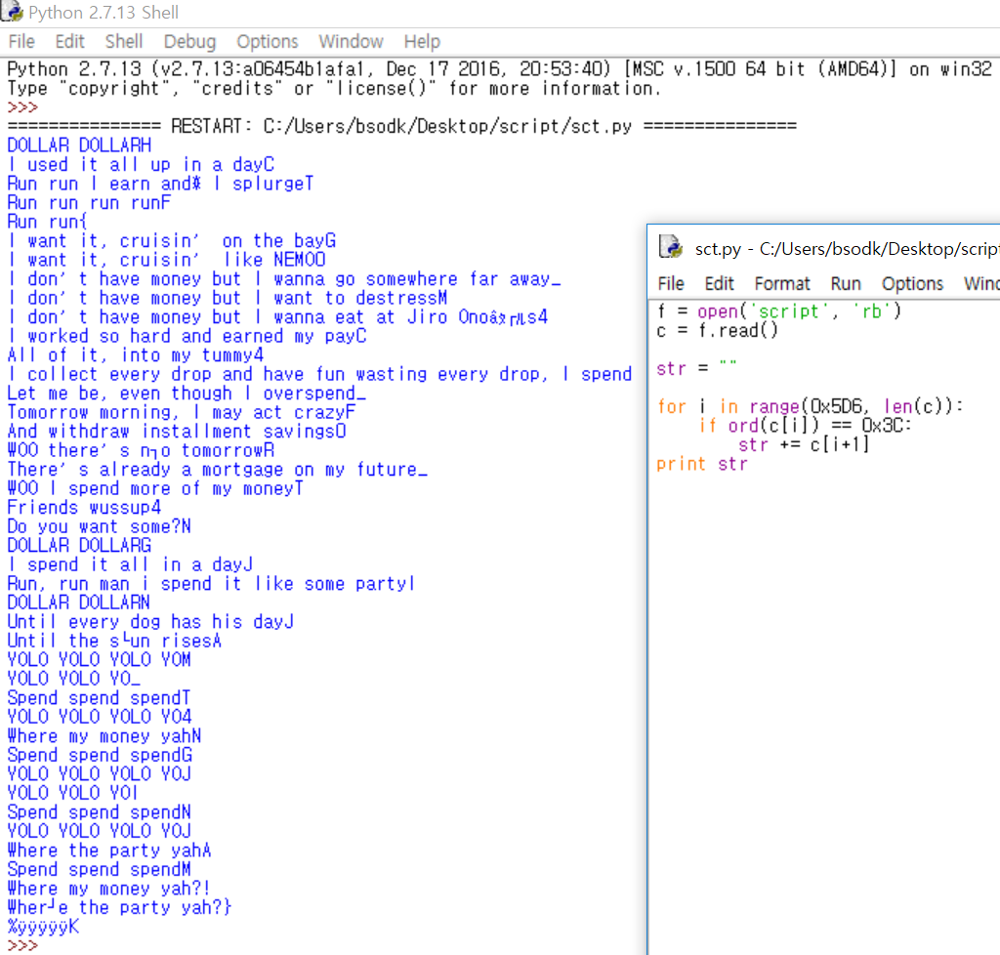 Python 2.7.13 Shell
File Edit Shell Debug Options Window Help
Python 2.7.13 (v2.7.13:a06454b1afa1, Dec 17 2016, 20:53:40) [MSC v.1500 64 bit (AMD64)] on win32
Type "copyright", "credits" or "license()" for more information.
>>>
=============== RESTART: C:/Users/bsodk/Desktop/script/sct.py ===============
DOLLAR DOLLARH
I used it all up in a dayC
Run run I earn and* I splurgeT
Run run run runF
Run run{
I want it, cruisin’ on the bayG
I want it, cruisin’ like NEMOO
I don’t have money but I wanna go somewhere far away_
I don’t have money but I want to destressM
I don’t have money but I wanna eat at Jiro
I worked so hard and earned my payC
All of it, into my tummy4
I collect every drop and have fun wasting every drop, I spend
Let me be, even though I overspend_
Tomorrow morning, I may act crazyF
And withdraw installment savingsO
WOO there’s n┐o tomorrowR
There’s already a mortgage on my future_
WOO I spend more of my moneyT
Friends wussup4
Do you want some?N
DOLLAR DOLLARG
I spend it all in a dayJ
Run, run man i spend it like some partyI
DOLLAR DOLLARN
Until every dog has his dayJ
Until the s└un risesA
YOLO YOLO YOLO YOM
YOLO YOLO YO_
Spend spend spendT
YOLO YOLO YOLO YO4
Where my money yahN
Spend spend spendG
YOLO YOLO YOLO YOJ
YOLO YOLO YOI
Spend spend spendN
YOLO YOLO YOLO YOJ
Where the party yahA
Spend spend spendM
Where my money yah?!
Wher┘e the party yah?}
%ÿÿÿÿÿK
>>>
sct.py - C:/Users/bsodk/Desktop/script
File Edit Format Run Options Wind
f = open('script', 'rb')
c = f.read()
str = ""
for i in range(0x5D6, len(c)):
    if ord(c[i]) == 0x3C:
        str += c[i+1]
print str